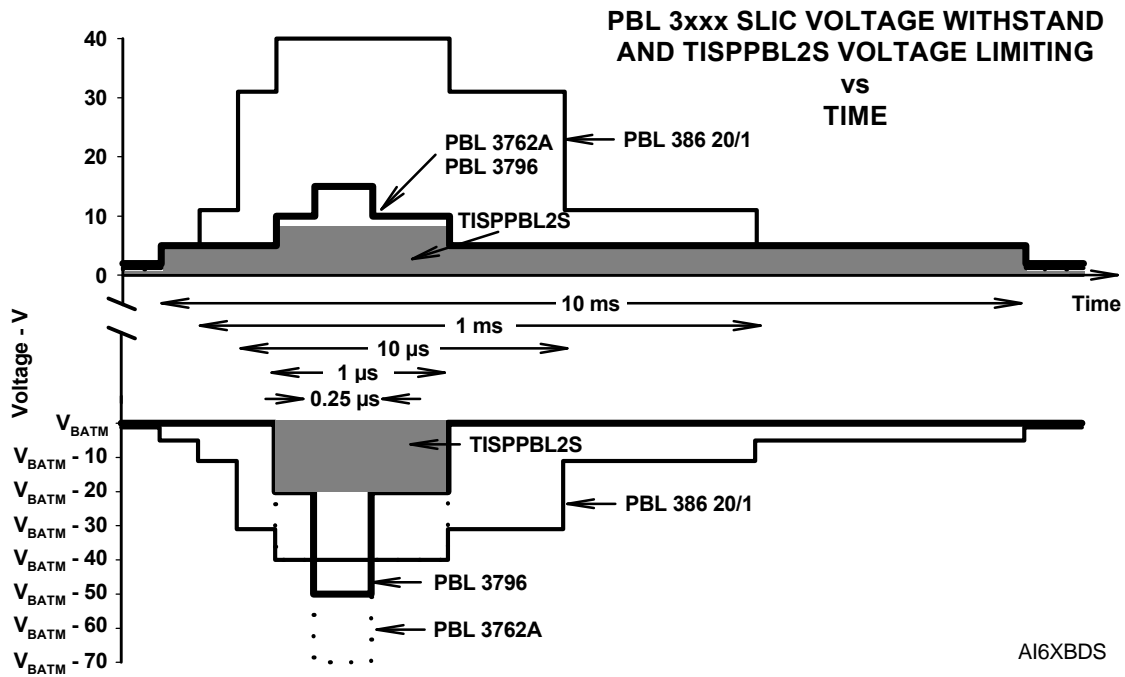 PBL 3xxx SLIC VOLTAGE WITHSTAND
AND TISPPBL2S VOLTAGE LIMITING
vs
TIME
40
30
20
10
0
PBL 3762A
PBL 3796
PBL 386 20/1
TISPPBL2S
Time
10 ms
1 ms
10 µs
1 µs
0.25 µs
Voltage - V
VBATM
VBATM - 10
VBATM - 20
VBATM - 30
VBATM - 40
VBATM - 50
VBATM - 60
VBATM - 70
TISPPBL2S
PBL 386 20/1
PBL 3796
PBL 3762A
AI6XBDS